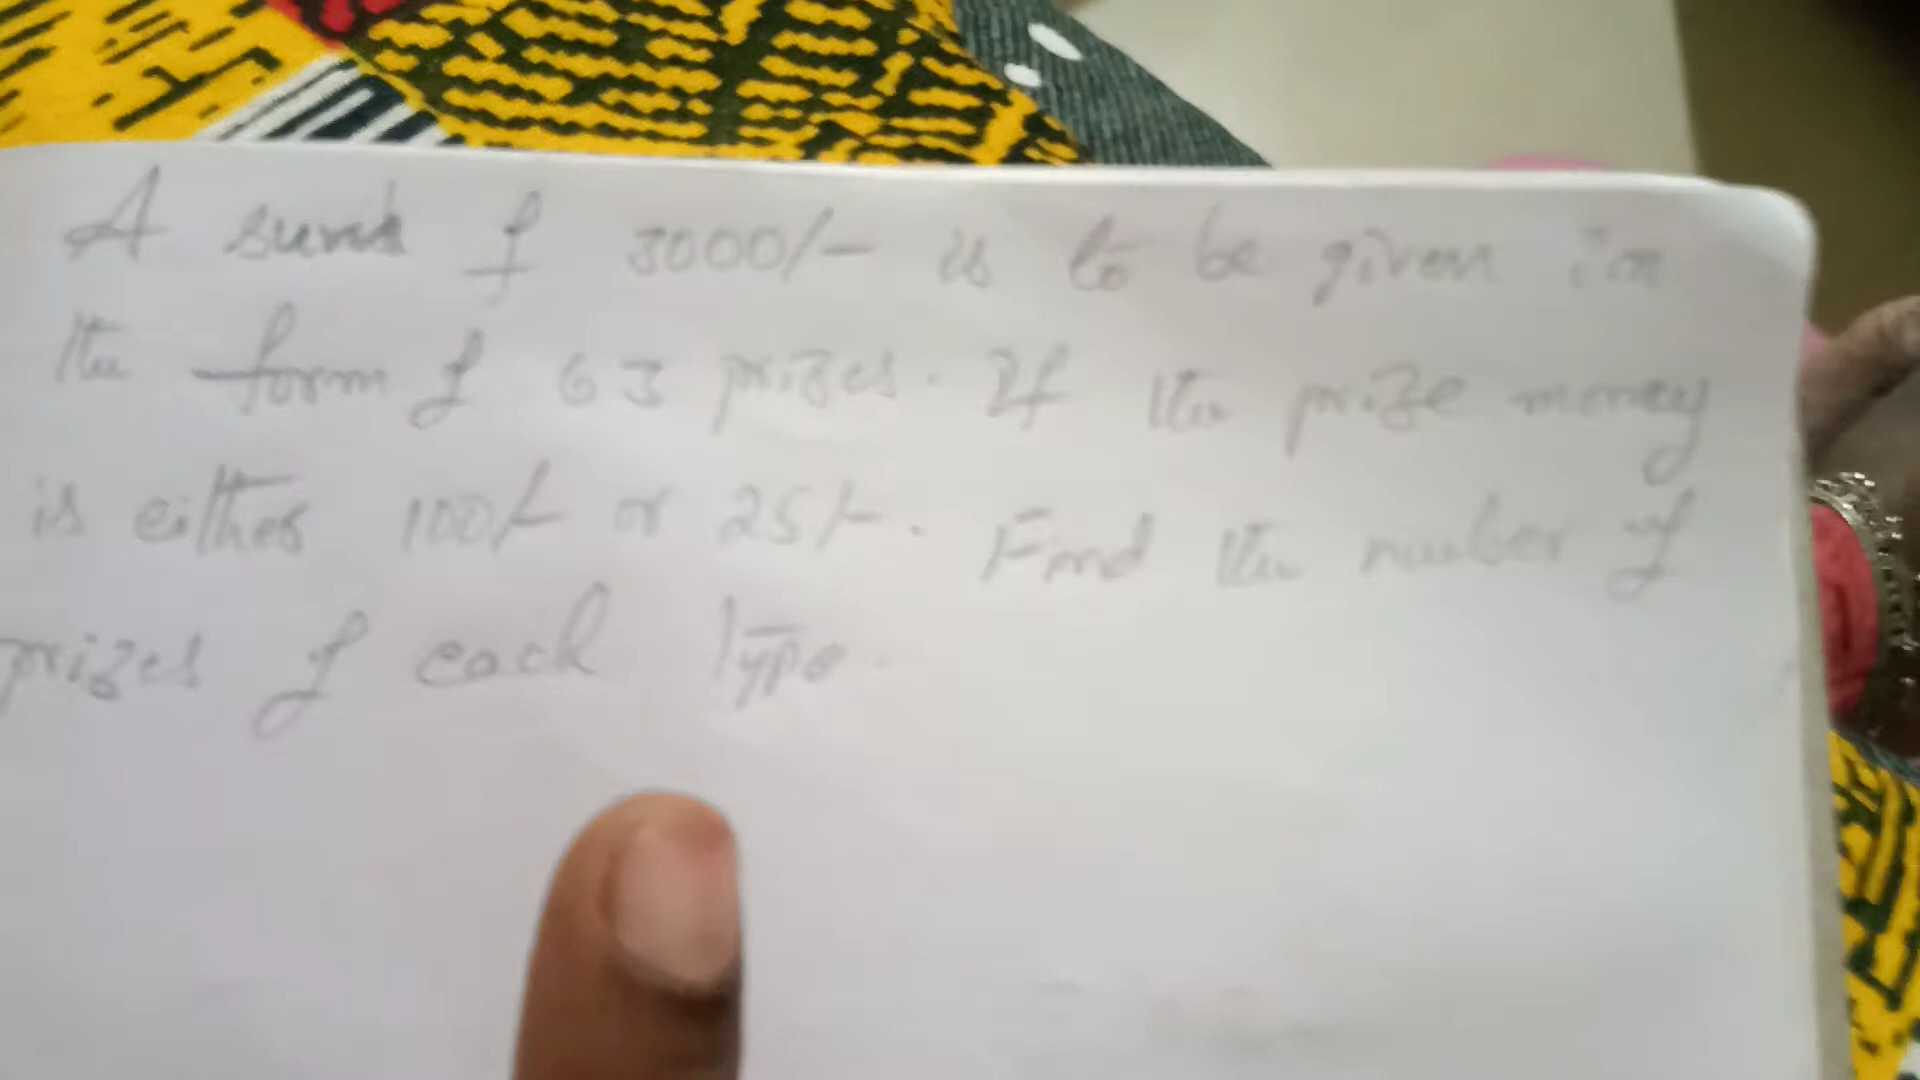 A sum of 3000/- is to be given in
the form of 63 prizes. If the prize money
is either 100/- or 25/-. Find the number of
prizes of each type.